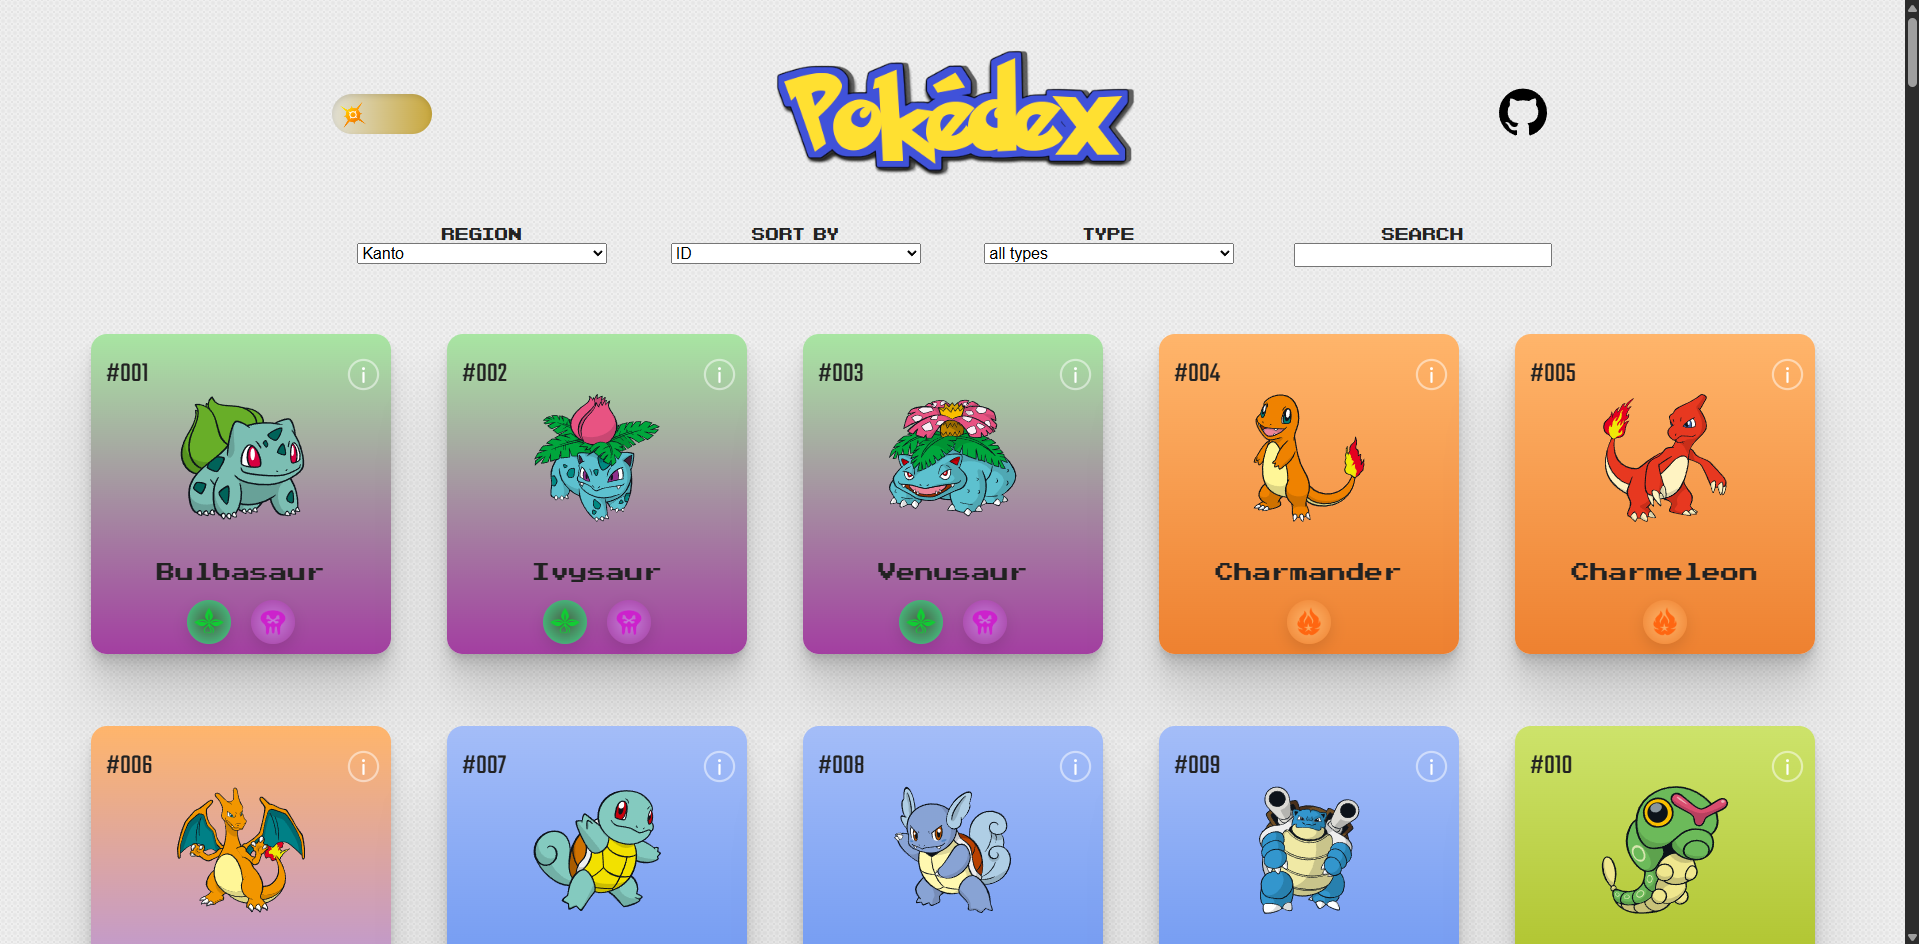 Pokédex
REGION SORT BY TYPE SEARCH
Kanto ID all types
#001 #002 #003 #004 #005
Bulbasaur Ivysaur Venusaur Charmander Charmeleon
#006 #007 #008 #009 #010